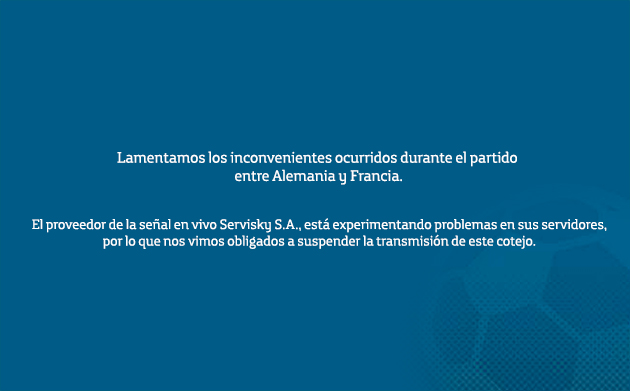 Lamentamos los inconvenientes ocurridos durante el partido
entre Alemania y Francia.
El proveedor de la señal en vivo Servisky S.A., está experimentando problemas en sus servidores,
por lo que nos vimos obligados a suspender la transmisión de este cotejo.